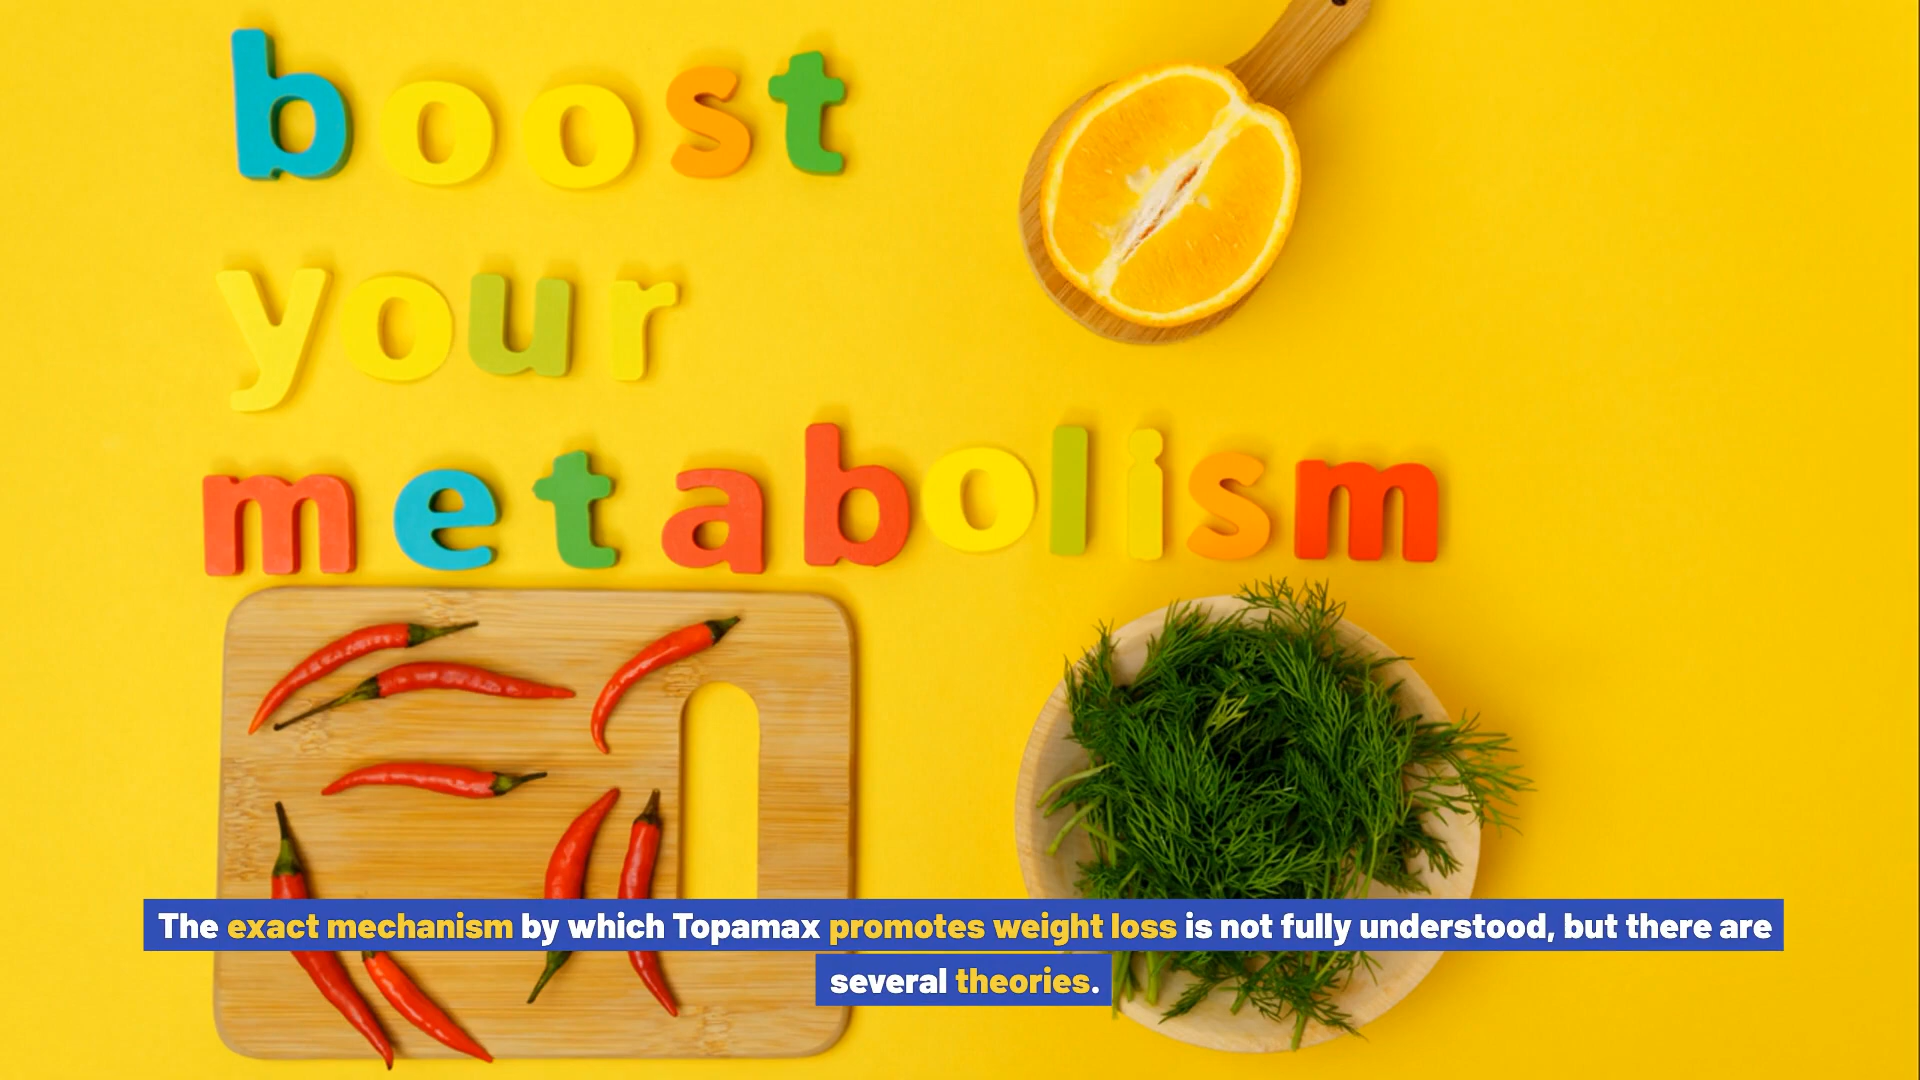 boost
your
metabolism
The exact mechanism by which Topamax promotes weight loss is not fully understood, but there are
several theories.